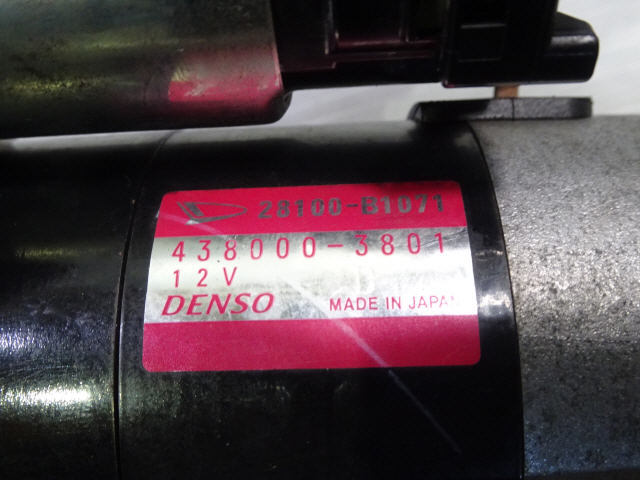 28100-B1071
438000-3801
12V
DENSO MADE IN JAPAN